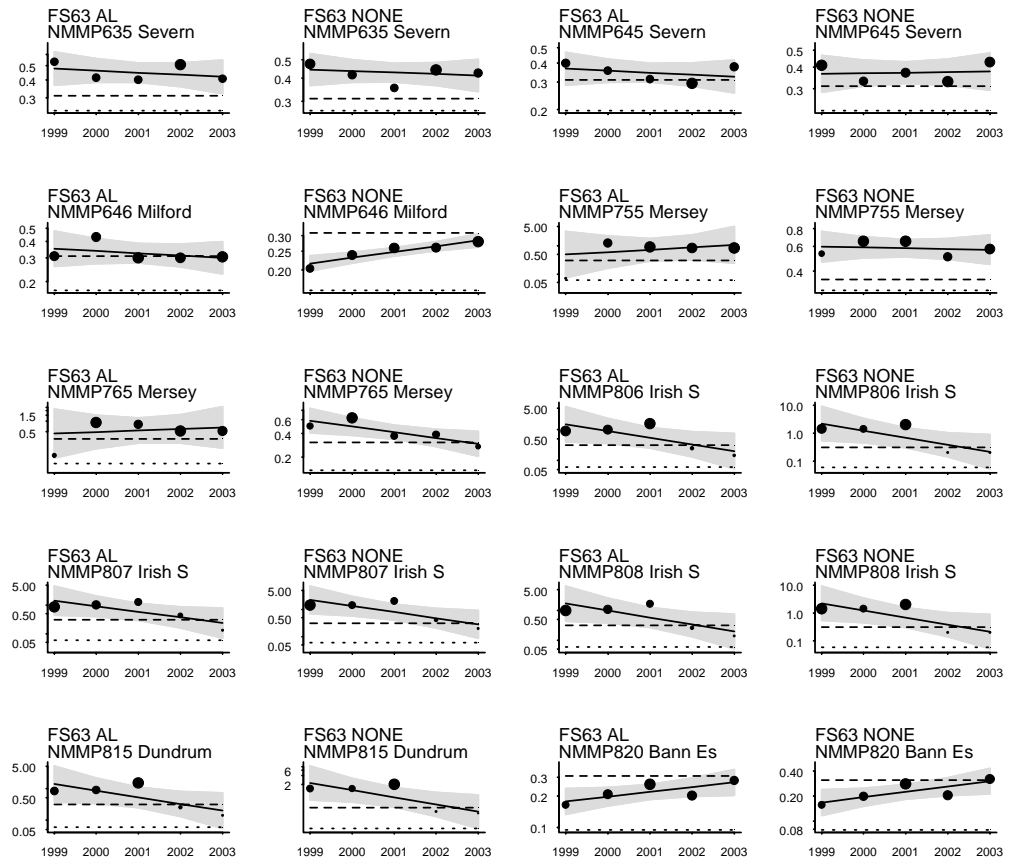 FS63 AL
NMMP635 Severn
0.4
0.3
1999 2000 2001 2002 2003
FS63 NONE
NMMP635 Severn
0.5
0.4
0.3
1999 2000 2001 2002 2003
FS63 AL
NMMP645 Severn
0.5
0.4
0.3
0.2
1999 2000 2001 2002 2003
FS63 NONE
NMMP645 Severn
0.5
0.4
0.3
1999 2000 2001 2002 2003
FS63 AL
NMMP646 Milford
0.5
0.4
0.3
0.2
1999 2000 2001 2002 2003
FS63 NONE
NMMP646 Milford
0.30
0.20
1999 2000 2001 2002 2003
FS63 AL
NMMP755 Mersey
5.00
0.50
0.05
1999 2000 2001 2002 2003
FS63 NONE
NMMP755 Mersey
0.8
0.6
0.4
1999 2000 2001 2002 2003
FS63 AL
NMMP765 Mersey
1.5
0.5
1999 2000 2001 2002 2003
FS63 NONE
NMMP765 Mersey
0.6
0.4
0.2
1999 2000 2001 2002 2003
FS63 AL
NMMP806 Irish S
5.00
0.50
0.05
1999 2000 2001 2002 2003
FS63 NONE
NMMP806 Irish S
10.0
1.0
0.1
1999 2000 2001 2002 2003
FS63 AL
NMMP807 Irish S
5.00
0.50
0.05
1999 2000 2001 2002 2003
FS63 NONE
NMMP807 Irish S
5.00
0.50
0.05
1999 2000 2001 2002 2003
FS63 AL
NMMP808 Irish S
5.00
0.50
0.05
1999 2000 2001 2002 2003
FS63 NONE
NMMP808 Irish S
10.0
1.0
0.1
1999 2000 2001 2002 2003
FS63 AL
NMMP815 Dundrum
5.00
0.50
0.05
1999 2000 2001 2002 2003
FS63 NONE
NMMP815 Dundrum
6
2
1999 2000 2001 2002 2003
FS63 AL
NMMP820 Bann Es
0.3
0.2
0.1
1999 2000 2001 2002 2003
FS63 NONE
NMMP820 Bann Es
0.40
0.20
0.08
1999 2000 2001 2002 2003